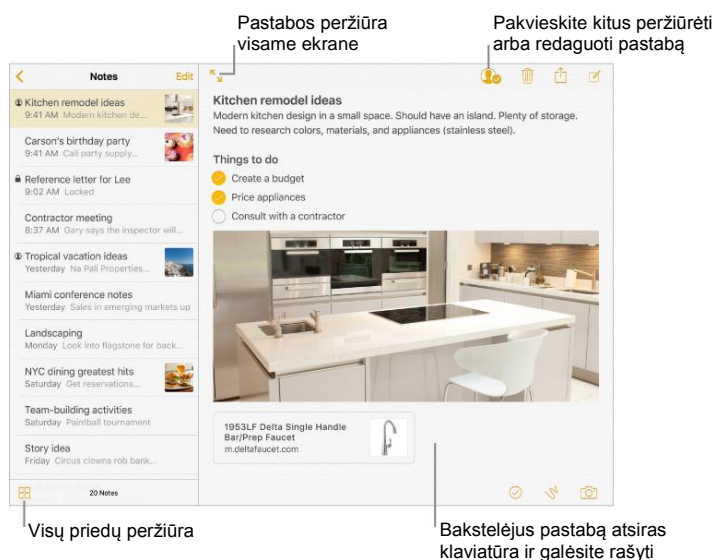 Pastabos peržiūra
visame ekrane
Pakvieskite kitus peržiūrėti
arba redaguoti pastabą
Notes
Edit
Kitchen remodel ideas
9:41 AM Modern kitchen de...
Carson's birthday party
9:41 AM Call party supply...
Reference letter for Lee
9:02 AM Locked
Contractor meeting
8:37 AM Gary says the inspector will...
Tropical vacation ideas
Yesterday Na Pali Properties...
Miami conference notes
Yesterday Sales in emerging markets up
Landscaping
Monday Look into flagstone for back...
NYC dining greatest hits
Saturday Get reservations...
Team-building activities
Saturday Paintball tournament
Story idea
Friday Circus clowns rob bank...
20 Notes
Kitchen remodel ideas
Modern kitchen design in a small space. Should have an island. Plenty of storage.
Need to research colors, materials, and appliances (stainless steel).
Things to do
Create a budget
Price appliances
Consult with a contractor
1953LF Delta Single Handle
Bar/Prep Faucet
m.deltafaucet.com
Visų priedų peržiūra
Bakstelėjus pastabą atsiras
klaviatūra ir galėsite rašyti